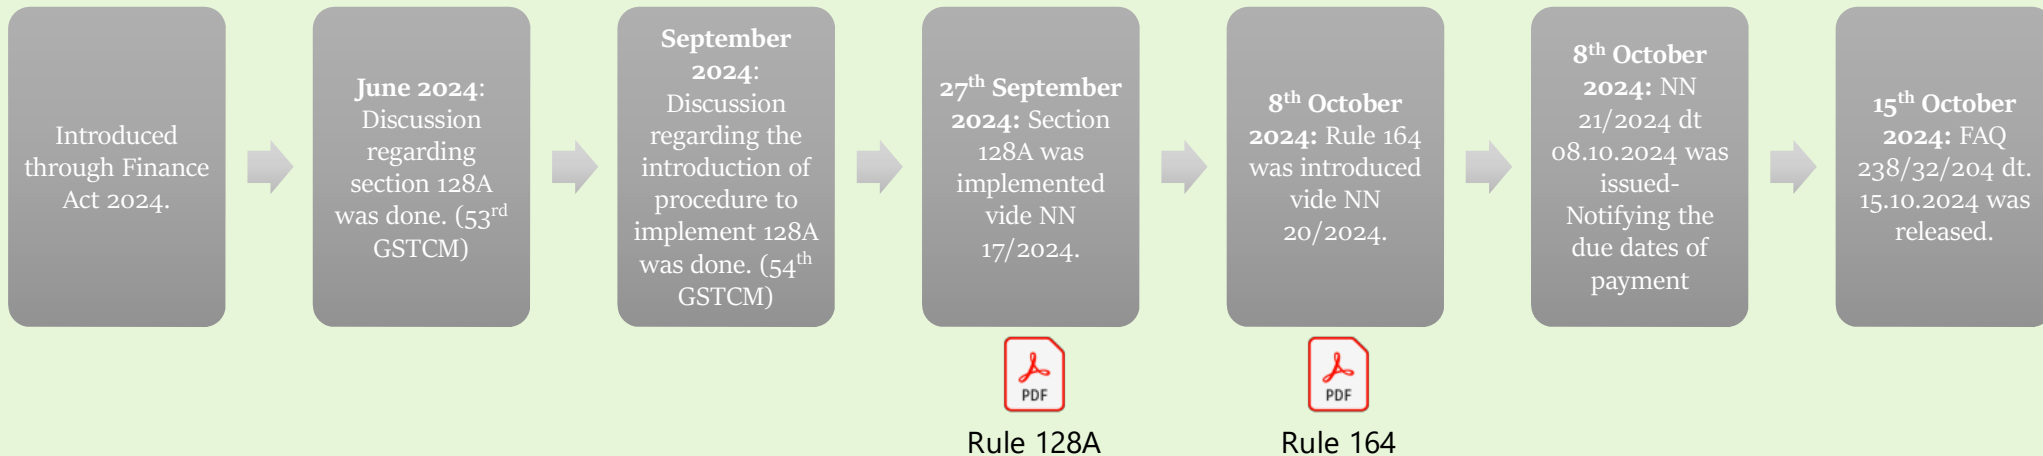 Introduced
through Finance
Act 2024.
June 2024:
Discussion
regarding
section 128A
was done. (53rd
GSTCM)
September
2024:
Discussion
regarding the
introduction of
procedure to
implement 128A
was done. (54th
GSTCM)
27th September
2024: Section
128A was
implemented
vide NN
17/2024.
8th October
2024: Rule 164
was introduced
vide NN
20/2024.
8th October
2024: NN
21/2024 dt
08.10.2024 was
issued-
Notifying the
due dates of
payment
15th October
2024: FAQ
238/32/204 dt.
15.10.2024 was
released.
PDF
Rule 128A
PDF
Rule 164